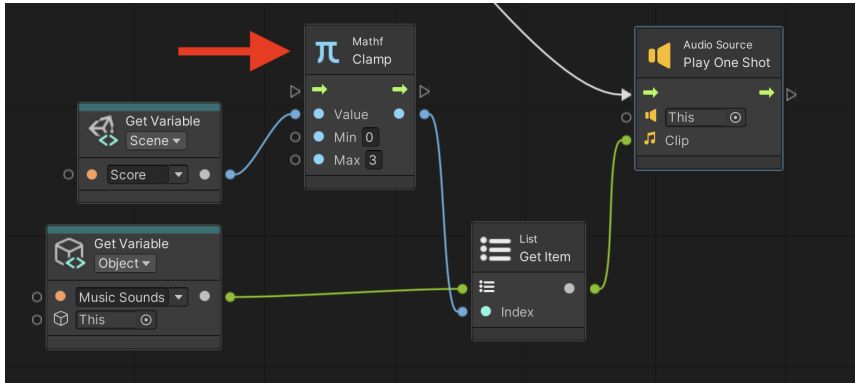 Mathf
Clamp
Value
Min 0
Max 3
Get Variable
Scene
Score
Get Variable
Object
Music Sounds
This
List
Get Item
Index
Audio Source
Play One Shot
This
Clip